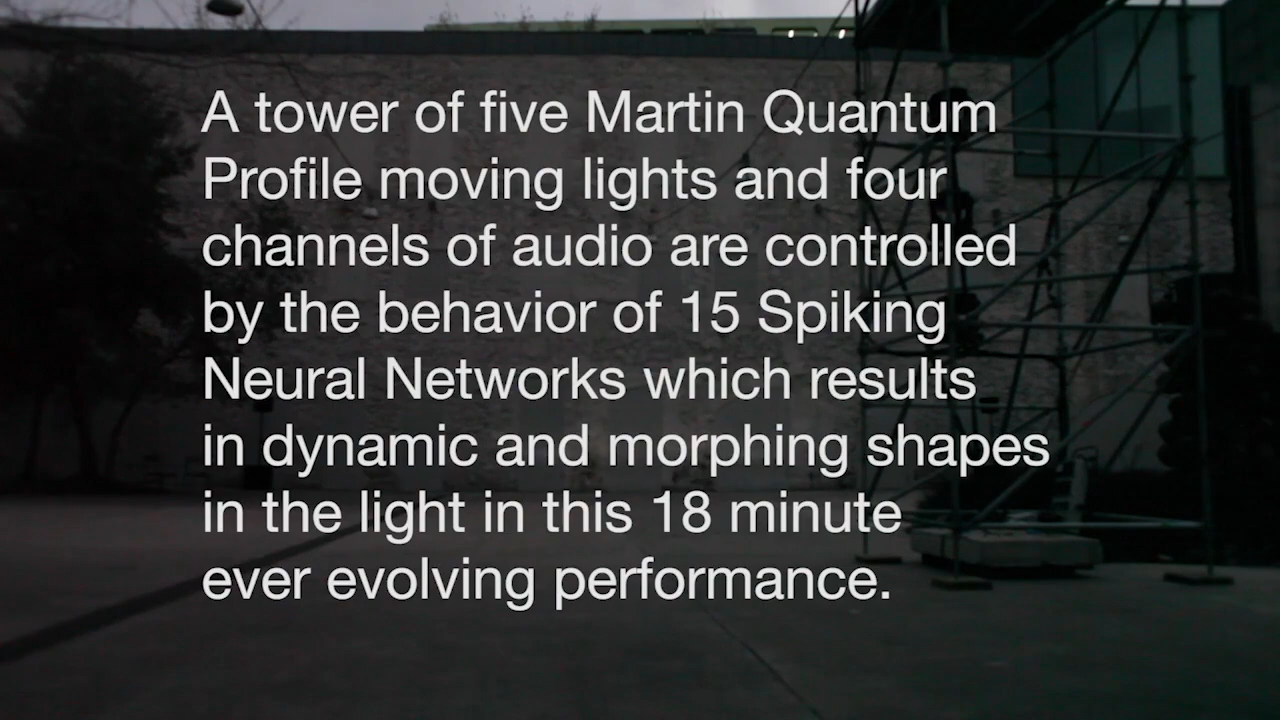 A tower of five Martin Quantum
Profile moving lights and four
channels of audio are controlled
by the behavior of 15 Spiking
Neural Networks which results
in dynamic and morphing shapes
in the light in this 18 minute
ever evolving performance.